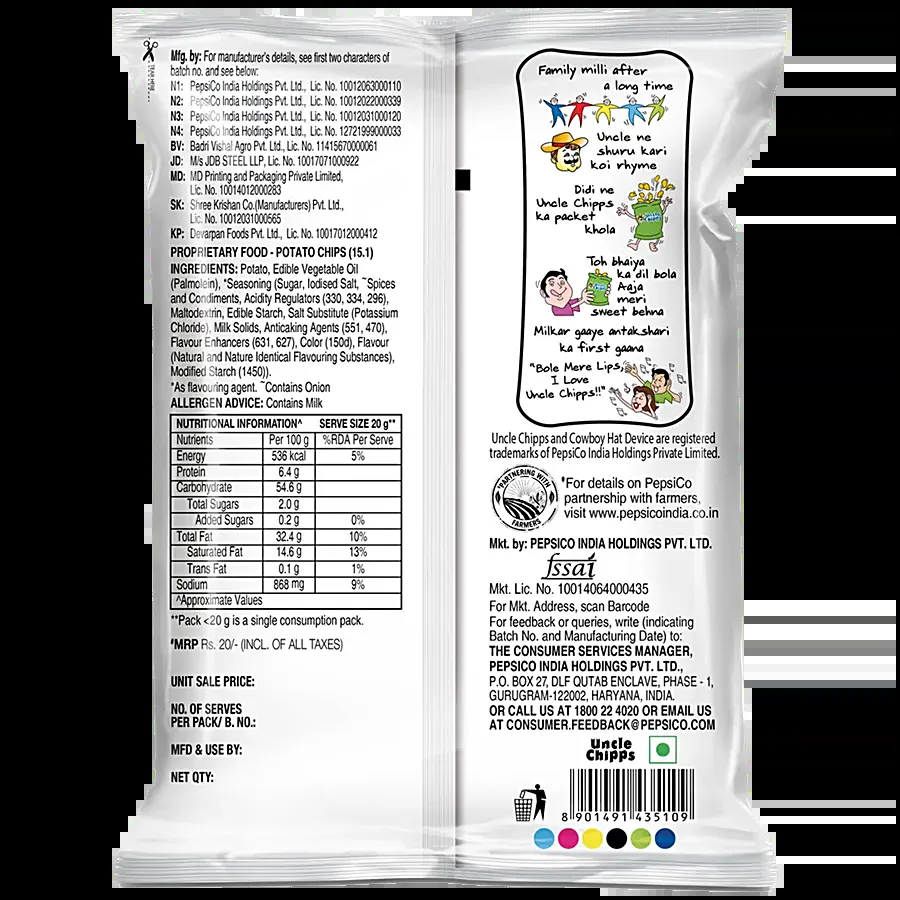 Mfg. by: For manufacturer's details, see first two characters of
batch no. and see below:
N1: PepsiCo India Holdings Pvt. Ltd., Lic. No. 10012063000110
N2: PepsiCo India Holdings Pvt. Ltd., Lic. No. 10012022000339
N3: PepsiCo India Holdings Pvt. Ltd., Lic. No. 10012031000120
N4: PepsiCo India Holdings Pvt. Ltd., Lic. No. 12721999000033
BV: Badri Vishal Agro Pvt. Ltd., Lic. No. 11415670000061
JD: M/s JDB STEEL LLP, Lic. No. 10017071000922
MD: MD Printing and Packaging Private Limited,
Lic. No. 10014012000283
SK: Shree Krishan Co.(Manufacturers) Pvt. Ltd.,
Lic. No. 10012031000565
KP: Devarpan Foods Pvt. Ltd., Lic. No. 10017012000412
PROPRIETARY FOOD - POTATO CHIPS (15.1)
INGREDIENTS: Potato, Edible Vegetable Oil
(Palmolein), *Seasoning (Sugar, Iodised Salt, ~Spices
and Condiments, Acidity Regulators (330, 334, 296),
Maltodextrin, Edible Starch, Salt Substitute (Potassium
Chloride), Milk Solids, Anticaking Agents (551, 470),
Flavour Enhancers (631, 627), Color (150d), Flavour
(Natural and Nature Identical Flavouring Substances),
Modified Starch (1450)).
*As flavouring agent. ~Contains Onion
ALLERGEN ADVICE: Contains Milk
NUTRITIONAL INFORMATION^ SERVE SIZE 20 g**
Nutrients Per 100 g %RDA Per Serve
Energy 536 kcal 5%
Protein 6.4 g
Carbohydrate 54.6 g
Total Sugars 2.0 g
Added Sugars 0.2 g 0%
Total Fat 32.4 g 10%
Saturated Fat 14.6 g 13%
Trans Fat 0.1 g 1%
Sodium 868 mg 9%
^Approximate Values
**Pack <20 g is a single consumption pack.
#MRP Rs. 20/- (INCL. OF ALL TAXES)
UNIT SALE PRICE:
NO. OF SERVES
PER PACK/ B. NO.:
MFD & USE BY:
NET QTY:
Family milli after
a long time
Uncle ne
shuru kari
koi rhyme
Didi ne
Uncle Chipps
ka packet
khola
Toh bhaiya
ka dil bola
Aaja
meri
sweet behna
Milkar gaaye antakshari
ka first gaana
"Bole Mere Lips,
I Love
Uncle Chipps!!"
Uncle Chipps and Cowboy Hat Device are registered
trademarks of PepsiCo India Holdings Private Limited.
PARTNERING WITH
FARMERS
‡For details on PepsiCo
partnership with farmers,
visit www.pepsicoindia.co.in
Mkt. by: PEPSICO INDIA HOLDINGS PVT. LTD.
fssai
Mkt. Lic. No. 10014064000435
For Mkt. Address, scan Barcode
For feedback or queries, write (indicating
Batch No. and Manufacturing Date) to:
THE CONSUMER SERVICES MANAGER,
PEPSICO INDIA HOLDINGS PVT. LTD.,
P.O. BOX 27, DLF QUTAB ENCLAVE, PHASE - 1,
GURUGRAM-122002, HARYANA, INDIA.
OR CALL US AT 1800 22 4020 OR EMAIL US
AT CONSUMER.FEEDBACK@PEPSICO.COM
Uncle
Chipps
8 901491 435109